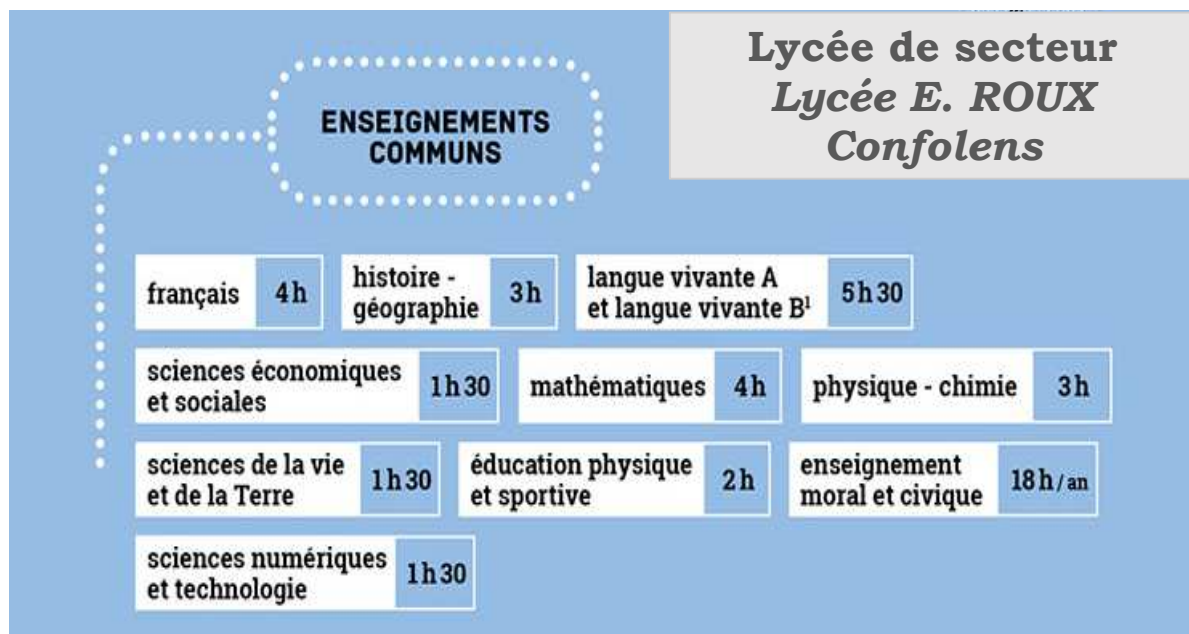 Lycée de secteur
Lycée E. ROUX
Confolens
ENSEIGNEMENTS
COMMUNS
français 4h
histoire -
géographie 3h
langue vivante A
et langue vivante B¹ 5h30
sciences économiques
et sociales 1h30
mathématiques 4h
physique - chimie 3h
sciences de la vie
et de la Terre 1h30
éducation physique
et sportive 2h
enseignement
moral et civique 18h/an
sciences numériques
et technologie 1h30